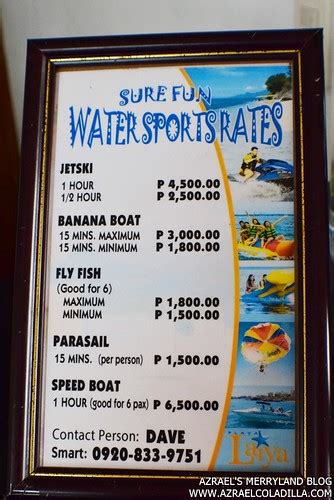 SURE FUN
WATER SPORTS RATES
JETSKI
1 HOUR P 4,500.00
1/2 HOUR P 2,500.00
BANANA BOAT
15 MINS. MAXIMUM P 3,000.00
15 MINS. MINIMUM P 1,800.00
FLY FISH
(Good for 6)
MAXIMUM P 1,800.00
MINIMUM P 1,500.00
PARASAIL
15 MINS. (per person) P 1,500.00
SPEED BOAT
1 HOUR (good for 6 pax) P 6,500.00
Contact Person: DAVE
Smart: 0920-833-9751
Laya
AZRAEL'S MERRYLAND BLOG
WWW.AZRAELCOLADILLA.COM